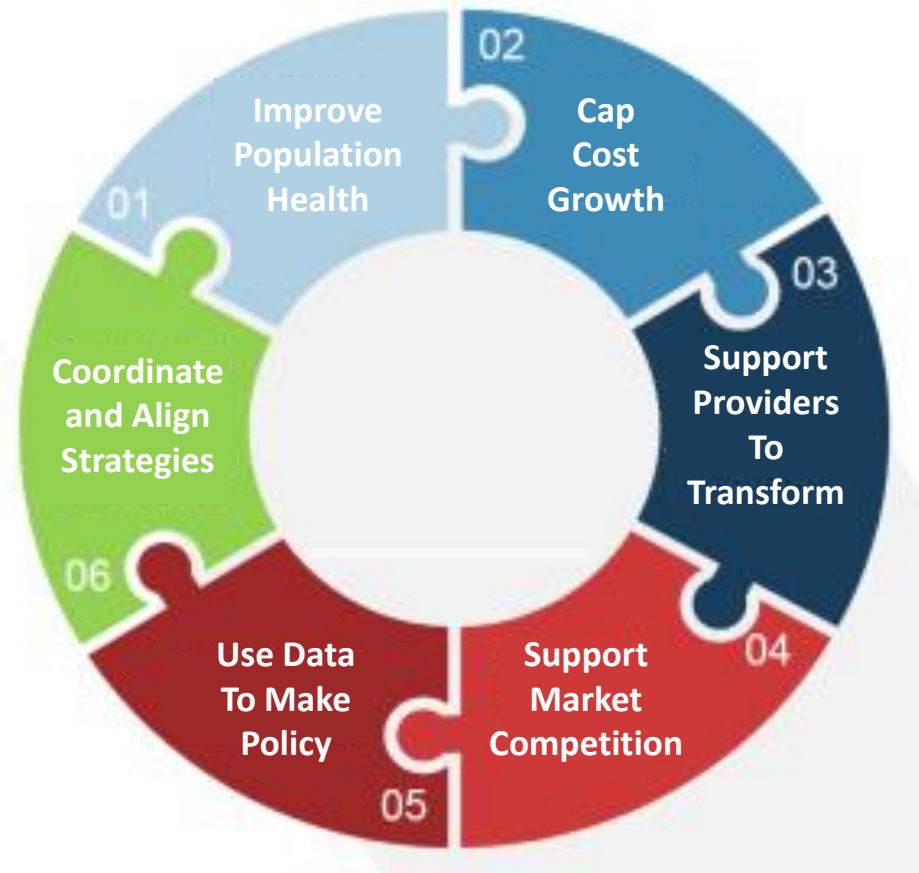 01
Improve
Population
Health
02
Cap
Cost
Growth
03
Support
Providers
To
Transform
04
Support
Market
Competition
05
Use Data
To Make
Policy
06
Coordinate
and Align
Strategies